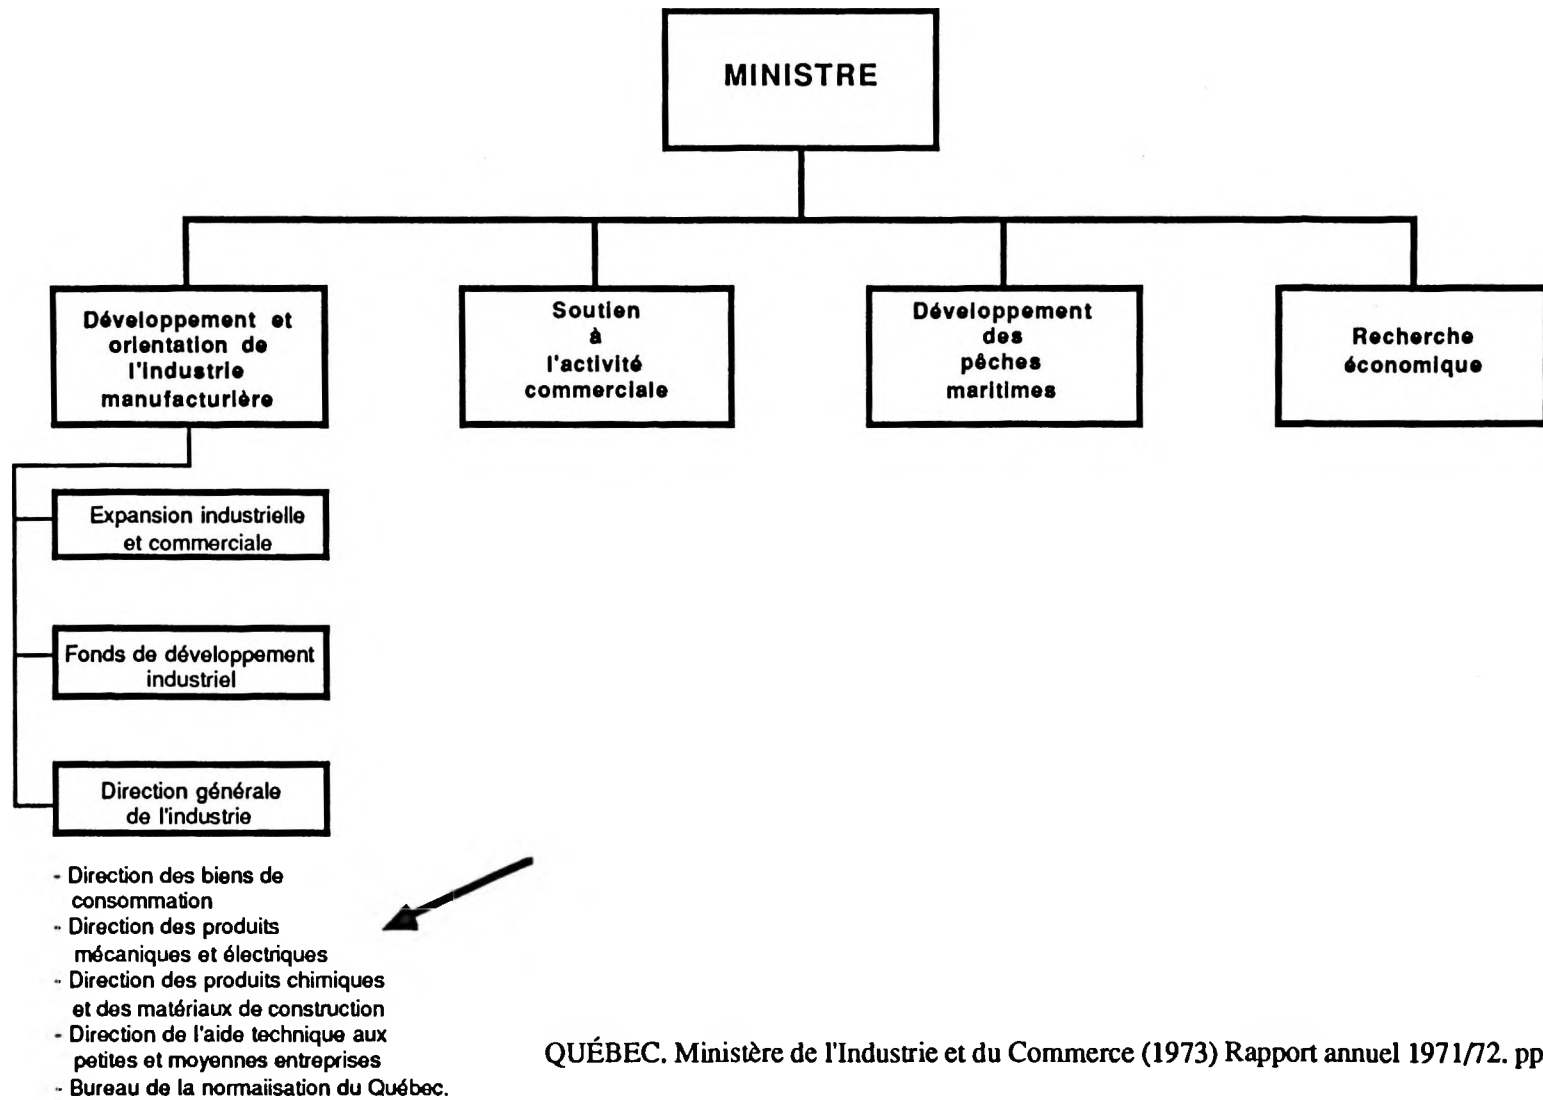 MINISTRE
Développement et
orientation de
l'industrie
manufacturière
Soutien
à
l'activité
commerciale
Développement
des
pêches
maritimes
Recherche
économique
Expansion industrielle
et commerciale
Fonds de développement
industriel
Direction générale
de l'industrie
- Direction des biens de
consommation
- Direction des produits
mécaniques et électriques
- Direction des produits chimiques
et des matériaux de construction
- Direction de l'aide technique aux
petites et moyennes entreprises
- Bureau de la normaiisation du Québec.
QUÉBEC. Ministère de l'Industrie et du Commerce (1973) Rapport annuel 1971/72. pp